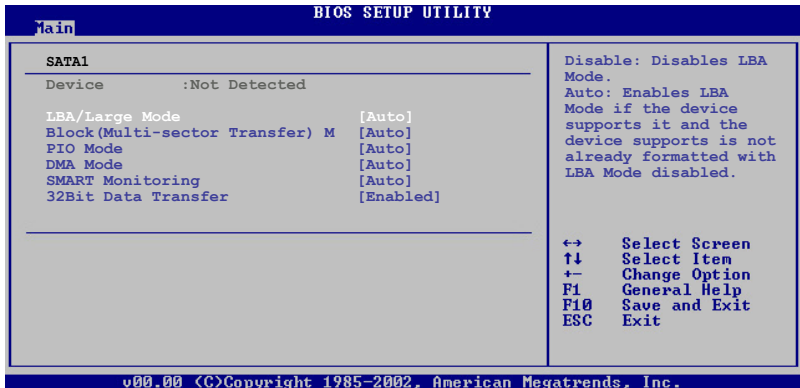 BIOS SETUP UTILITY
Main
SATA1
Device :Not Detected
LBA/Large Mode [Auto]
Block(Multi-sector Transfer) M [Auto]
PIO Mode [Auto]
DMA Mode [Auto]
SMART Monitoring [Auto]
32Bit Data Transfer [Enabled]
Disable: Disables LBA
Mode.
Auto: Enables LBA
Mode if the device
supports it and the
device supports is not
already formatted with
LBA Mode disabled.
←→ Select Screen
↑↓ Select Item
+- Change Option
F1 General Help
F10 Save and Exit
ESC Exit
v00.00 (C)Copyright 1985-2002, American Megatrends, Inc.